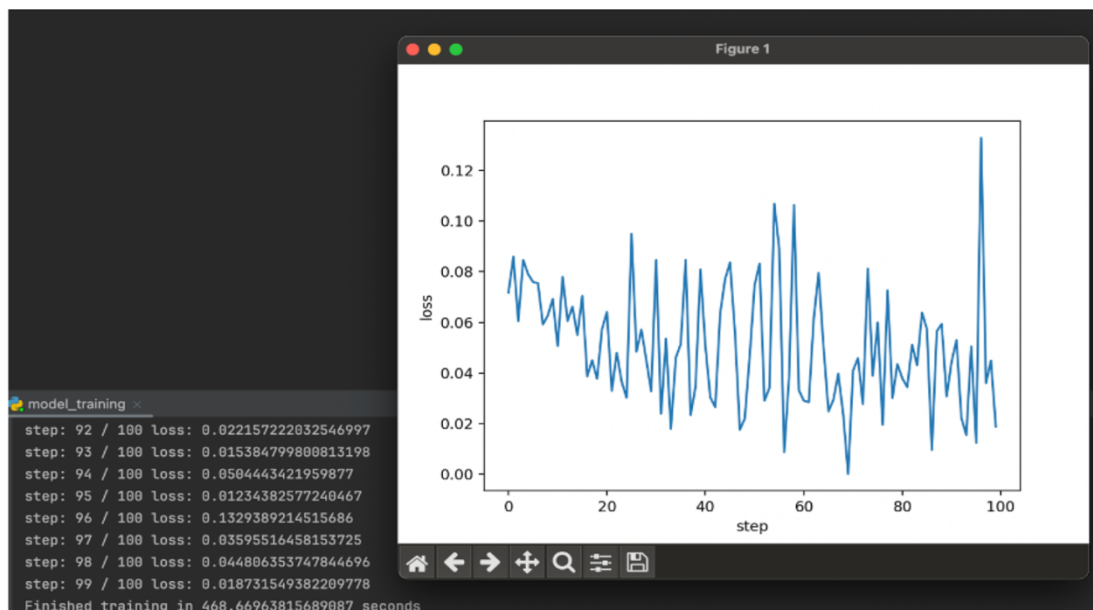 Figure 1
0.12
0.10
0.08
0.06
0.04
0.02
0.00
loss
0
20
40
60
80
100
step
model_training ×
step: 92 / 100 loss: 0.022157222032546997
step: 93 / 100 loss: 0.015384799800813198
step: 94 / 100 loss: 0.0504443421959877
step: 95 / 100 loss: 0.01234382577240467
step: 96 / 100 loss: 0.1329389214515686
step: 97 / 100 loss: 0.03595516458153725
step: 98 / 100 loss: 0.044806353747844696
step: 99 / 100 loss: 0.018731549382209778
Finished training in 468.66963815689087 seconds